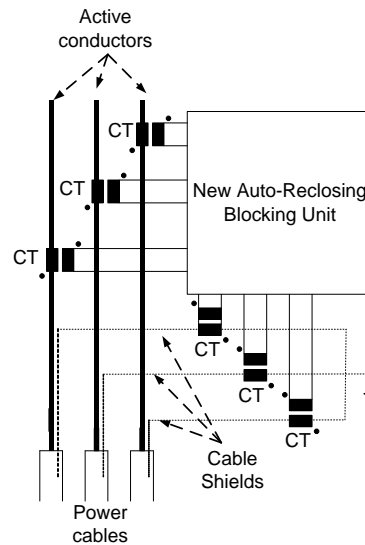 Active
conductors
CT
CT
New Auto-Reclosing
Blocking Unit
CT
CT
CT
CT
Cable
Shields
Power
cables